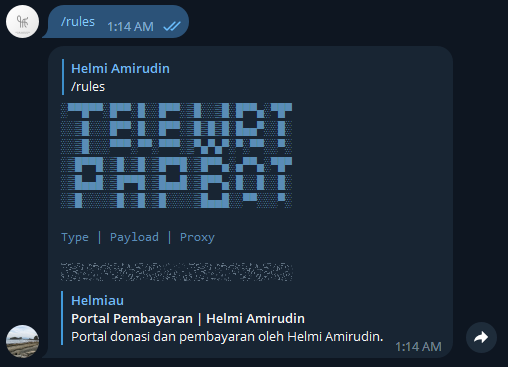 /rules
1:14 AM
Helmi Amirudin
/rules
TELEWRT
PHPBOT
Type | Payload | Proxy
Helmiau
Portal Pembayaran | Helmi Amirudin
Portal donasi dan pembayaran oleh Helmi Amirudin.
1:14 AM